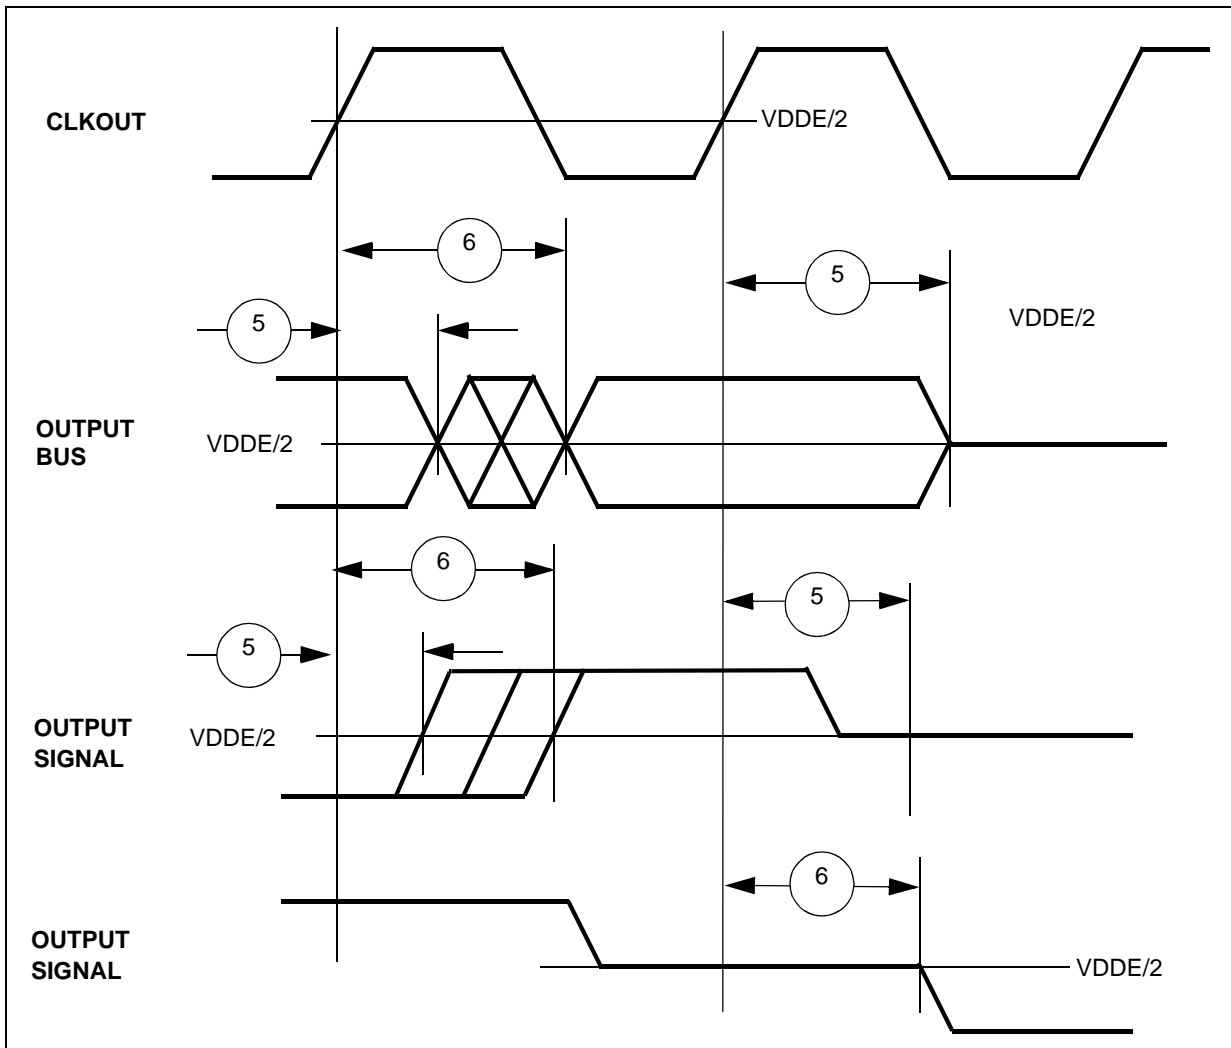 CLKOUT
VDDE/2
6
5
5
VDDE/2
OUTPUT
BUS
VDDE/2
6
5
5
OUTPUT
SIGNAL
VDDE/2
6
OUTPUT
SIGNAL
VDDE/2